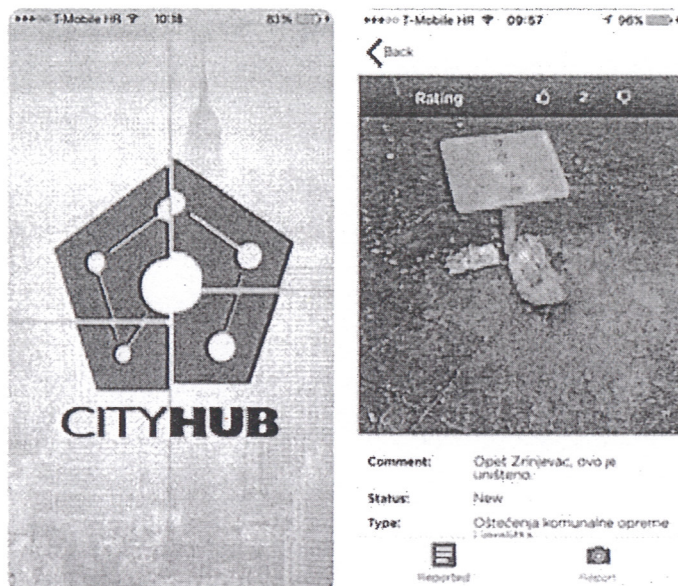 T-Mobile HR 10:18 83%
CITYHUB
T-Mobile HR 09:57 96%
Back
Rating 2
Comment: Opet Zrinjevac, ovo je
uništeno.
Status: New
Type: Oštećenja komunalne opreme
Reported Report